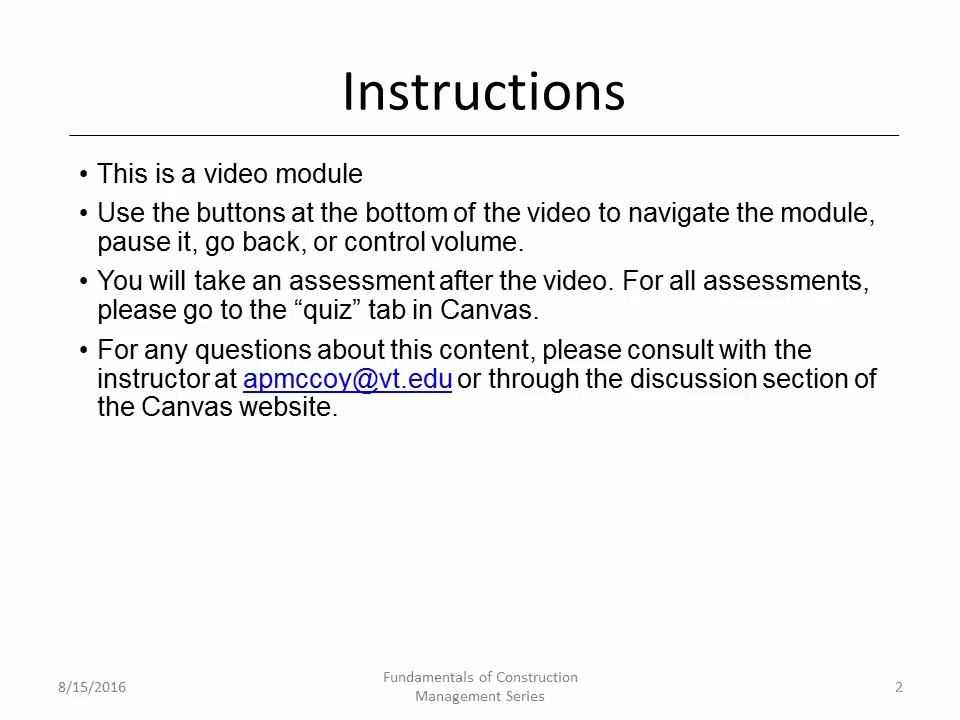 Instructions
• This is a video module
• Use the buttons at the bottom of the video to navigate the module,
pause it, go back, or control volume.
• You will take an assessment after the video. For all assessments,
please go to the “quiz” tab in Canvas.
• For any questions about this content, please consult with the
instructor at apmccoy@vt.edu or through the discussion section of
the Canvas website.
8/15/2016
Fundamentals of Construction
Management Series
2